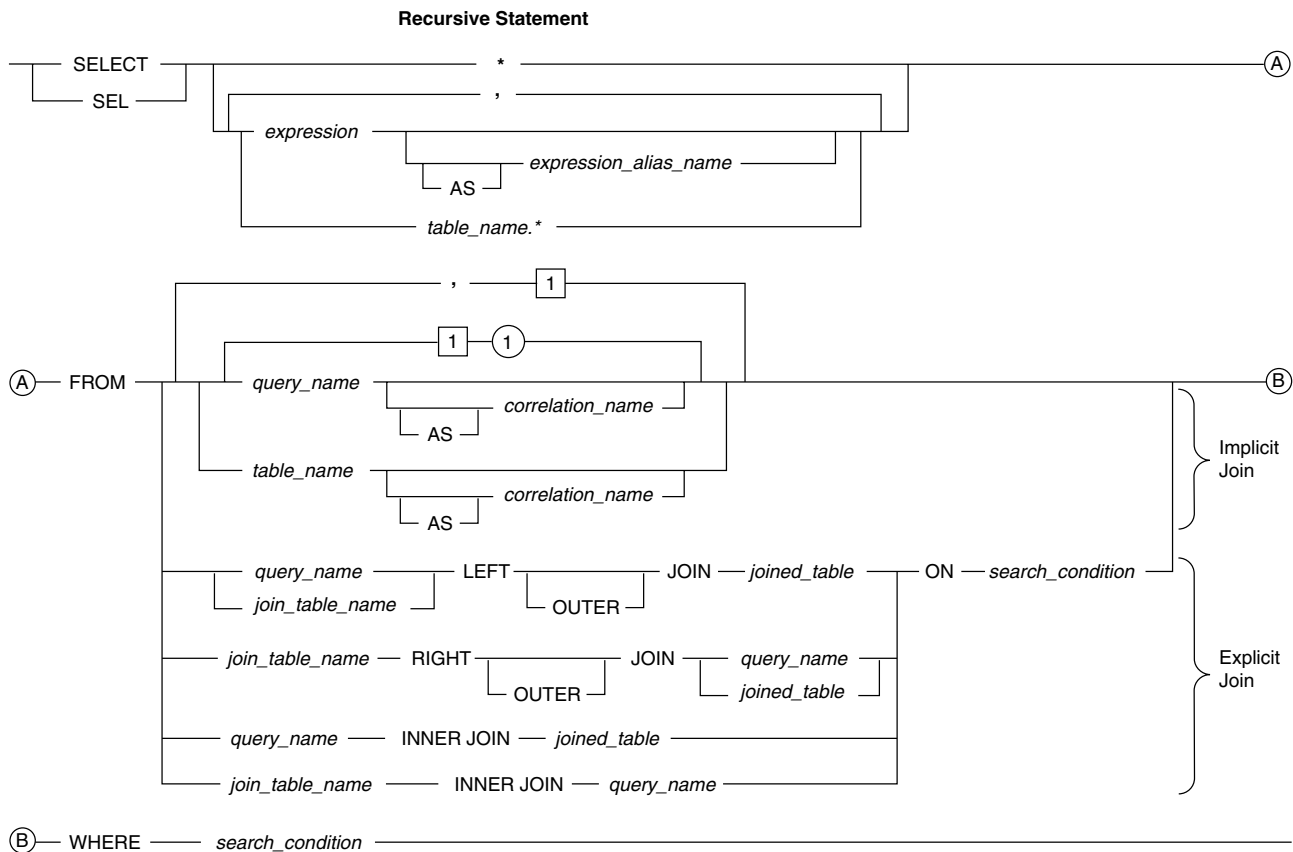 Recursive Statement
SELECT * A
SEL ,
expression
expression_alias_name
AS
table_name.*
, 1
1 1
A FROM query_name B
correlation_name
AS
Implicit
Join
table_name
correlation_name
AS
query_name LEFT JOIN joined_table ON search_condition
join_table_name OUTER
join_table_name RIGHT JOIN query_name
OUTER joined_table
Explicit
Join
query_name INNER JOIN joined_table
join_table_name INNER JOIN query_name
B WHERE search_condition